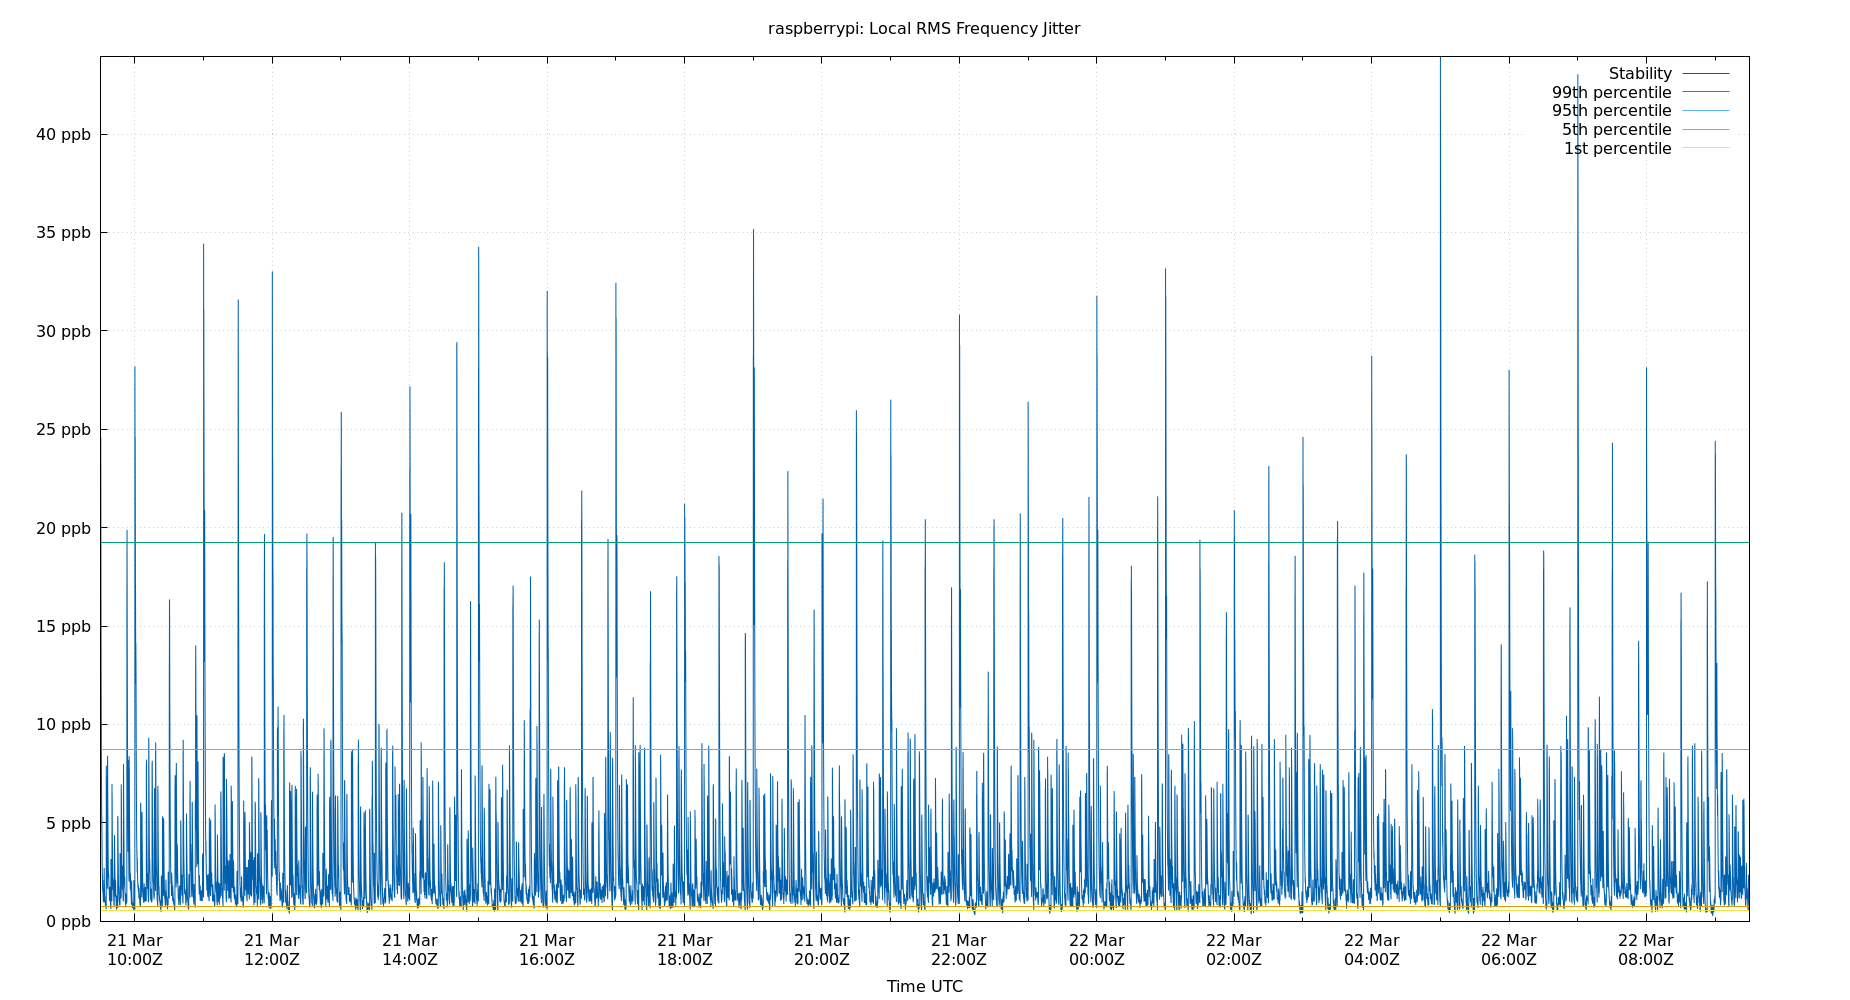 raspberrypi: Local RMS Frequency Jitter
Stability
99th percentile
95th percentile
5th percentile
1st percentile
40 ppb
35 ppb
30 ppb
25 ppb
20 ppb
15 ppb
10 ppb
5 ppb
0 ppb
21 Mar 21 Mar 21 Mar 21 Mar 21 Mar 21 Mar 21 Mar 22 Mar 22 Mar 22 Mar 22 Mar 22 Mar
10:00Z 12:00Z 14:00Z 16:00Z 18:00Z 20:00Z 22:00Z 00:00Z 02:00Z 04:00Z 06:00Z 08:00Z
Time UTC